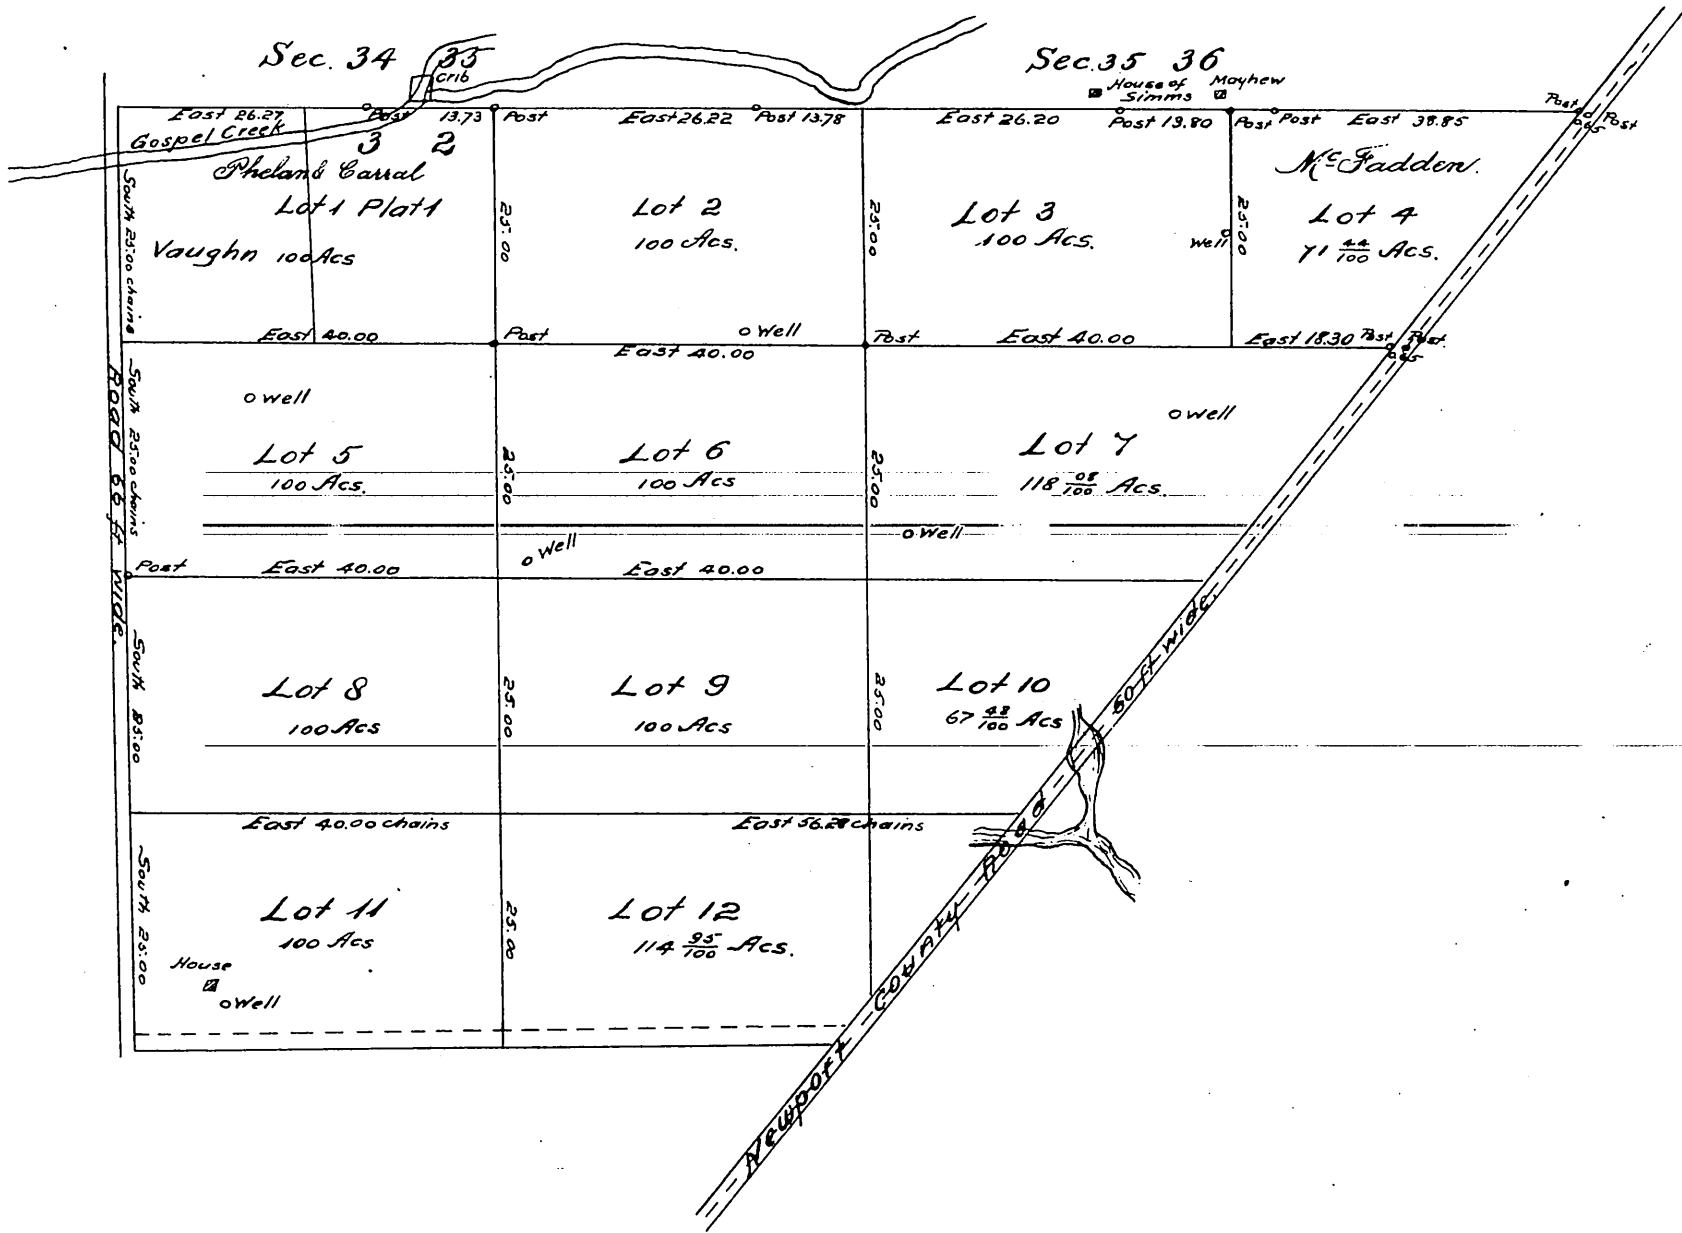 Sec. 34 35
Crib
Sec. 35 36
House of Simms
Mayhew
East 26.27
Post
13.73
Post
East 26.22
Post 13.78
East 26.20
Post 13.80
Post
Post
East 38.85
Post
.65
Post
Gospel Creek
3 2
Phelan & Carral
Lot 1 Plat 1
Vaughn 100 Acs
South 25.00 chains
25.00
Lot 2
100 Acs.
25.00
Lot 3
100 Acs.
Well
25.00
McFadden.
Lot 4
71 44/100 Acs.
East 40.00
Post
Well
East 40.00
Post
East 40.00
East 18.30
Post
Post
.65
Road 66 ft wide.
South 25.00 chains
Well
Lot 5
100 Acs.
25.00
Lot 6
100 Acs.
25.00
Well
Lot 7
118 08/100 Acs.
Well
Well
Post
East 40.00
East 40.00
South 25.00
Lot 8
100 Acs
25.00
Lot 9
100 Acs
25.00
Lot 10
67 48/100 Acs
East 40.00 chains
East 56.28 chains
South 25.00
Lot 11
100 Acs
25.00
Lot 12
114 95/100 Acs.
House
Well
Newport County Road 60 ft wide.